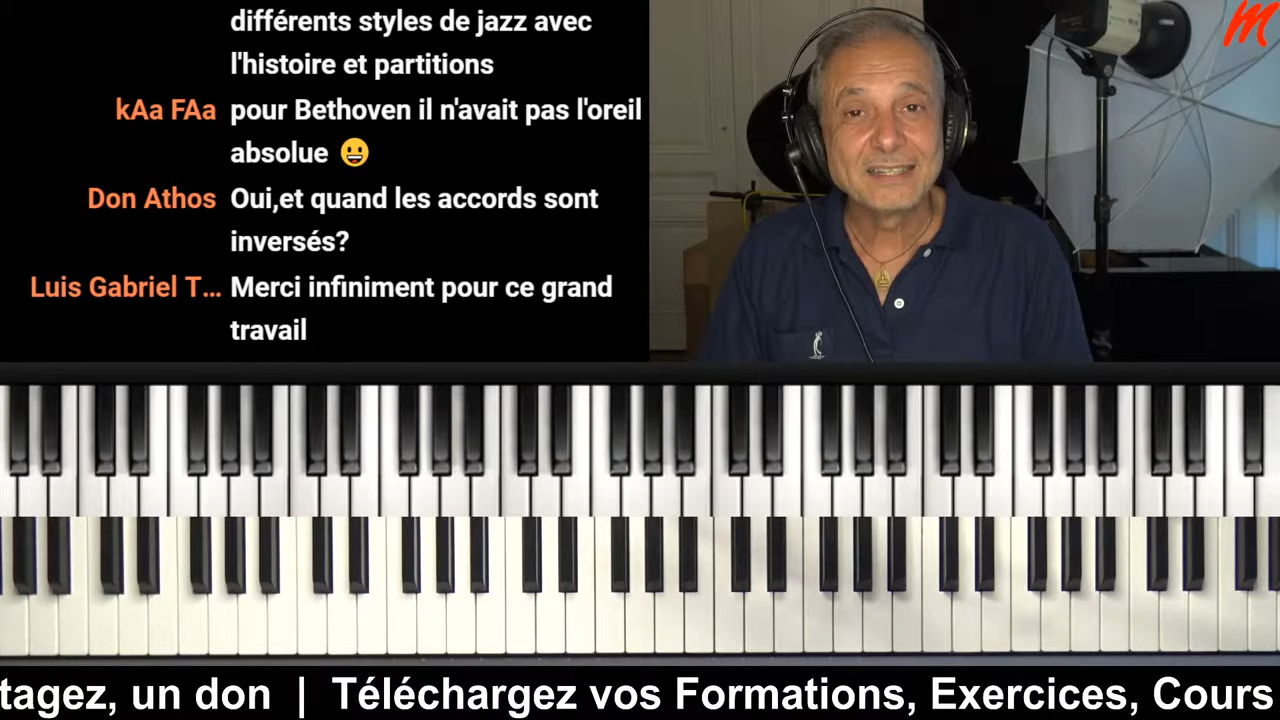 différents styles de jazz avec
l'histoire et partitions
kAa FAa pour Bethoven il n'avait pas l'oreil
absolue 😀
Don Athos Oui,et quand les accords sont
inversés?
Luis Gabriel T... Merci infiniment pour ce grand
travail
tagez, un don | Téléchargez vos Formations, Exercices, Cours